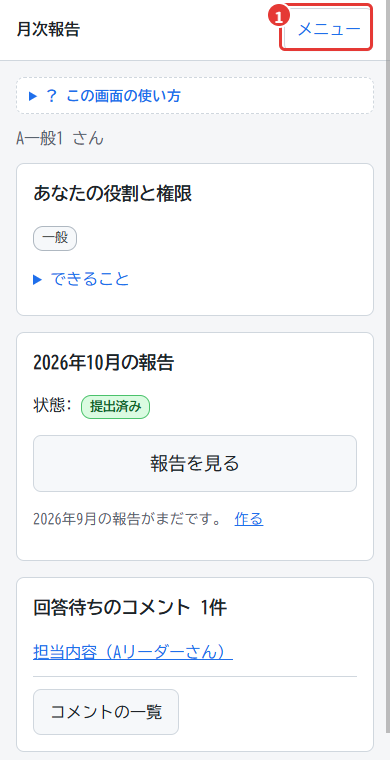 月次報告
1
メニュー
? この画面の使い方
A一般1 さん
あなたの役割と権限
一般
できること
2026年10月の報告
状態: 提出済み
報告を見る
2026年9月の報告がまだです。 作る
回答待ちのコメント 1件
担当内容（Aリーダーさん）
コメントの一覧